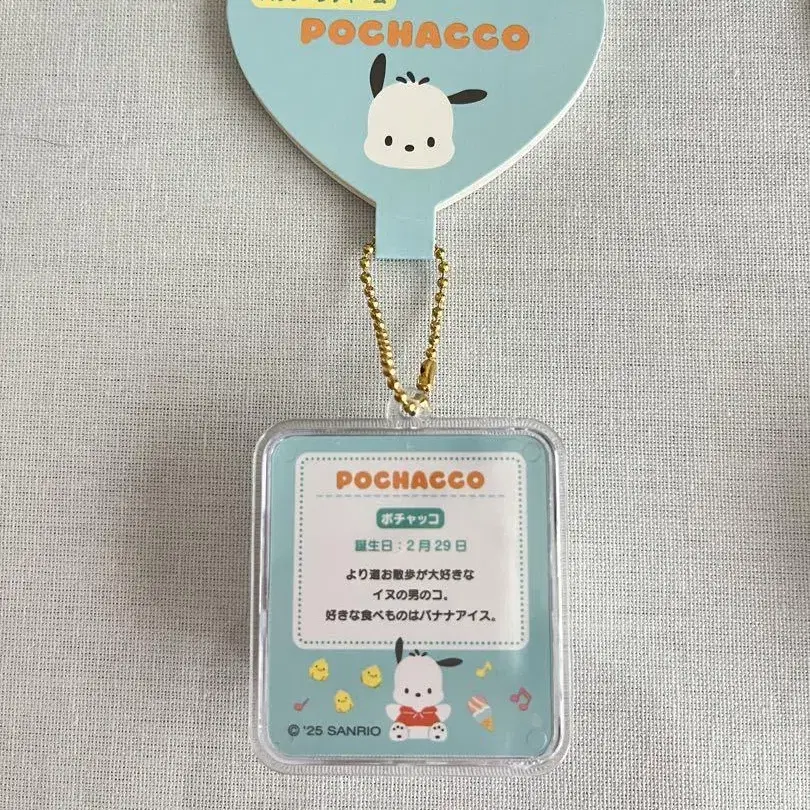 POCHACCO
POCHACCO
ポチャッコ
誕生日：2月29日
より道お散歩が大好きな
イヌの男のコ。
好きな食べものはバナナアイス。
© '25 SANRIO